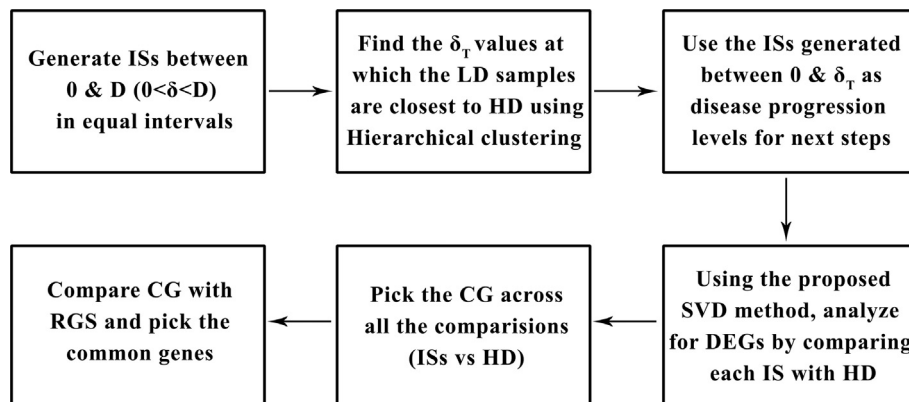 Generate ISs between
0 & D (0<δ<D)
in equal intervals
Find the δT values at
which the LD samples
are closest to HD using
Hierarchical clustering
Use the ISs generated
between 0 & δT as
disease progression
levels for next steps
Using the proposed
SVD method, analyze
for DEGs by comparing
each IS with HD
Pick the CG across
all the comparisions
(ISs vs HD)
Compare CG with
RGS and pick the
common genes